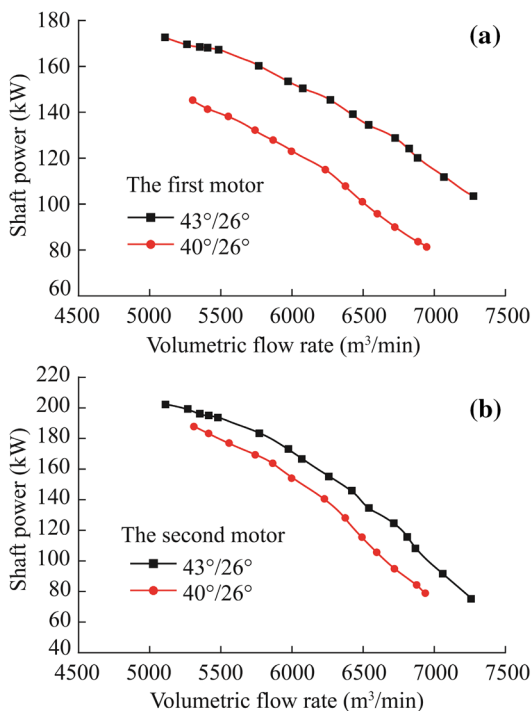 180
(a)
160
140
120
100
80
60
Shaft power (kW)
The first motor
43°/26°
40°/26°
4500 5000 5500 6000 6500 7000 7500
Volumetric flow rate (m³/min)
220
(b)
200
180
160
140
120
100
80
60
40
Shaft power (kW)
The second motor
43°/26°
40°/26°
4500 5000 5500 6000 6500 7000 7500
Volumetric flow rate (m³/min)